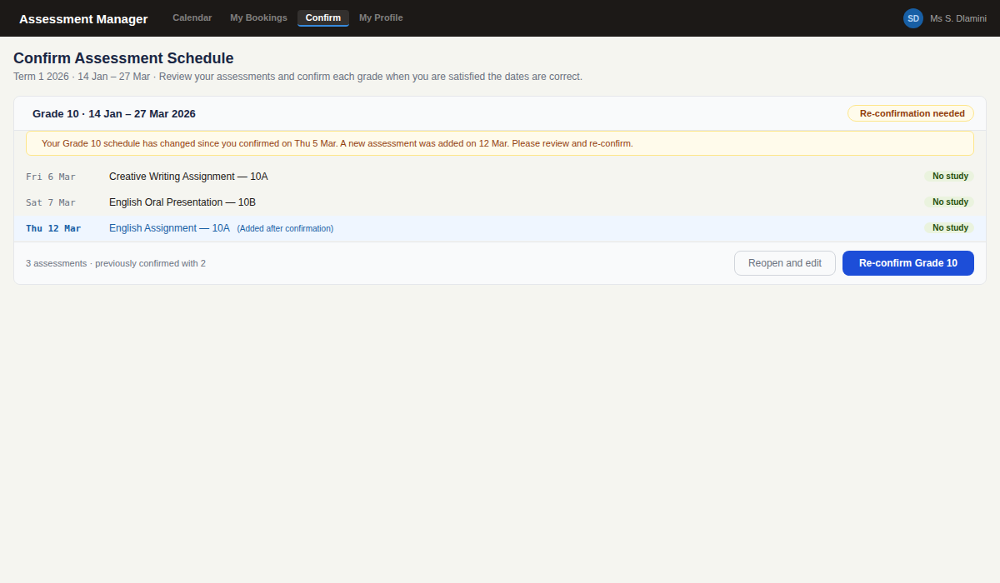 Assessment Manager
Calendar
My Bookings
Confirm
My Profile
SD
Ms S. Dlamini
Confirm Assessment Schedule
Term 1 2026 · 14 Jan – 27 Mar · Review your assessments and confirm each grade when you are satisfied the dates are correct.
Grade 10 · 14 Jan – 27 Mar 2026
Re-confirmation needed
Your Grade 10 schedule has changed since you confirmed on Thu 5 Mar. A new assessment was added on 12 Mar. Please review and re-confirm.
Fri 6 Mar Creative Writing Assignment — 10A No study
Sat 7 Mar English Oral Presentation — 10B No study
Thu 12 Mar English Assignment — 10A (Added after confirmation) No study
3 assessments · previously confirmed with 2
Reopen and edit
Re-confirm Grade 10